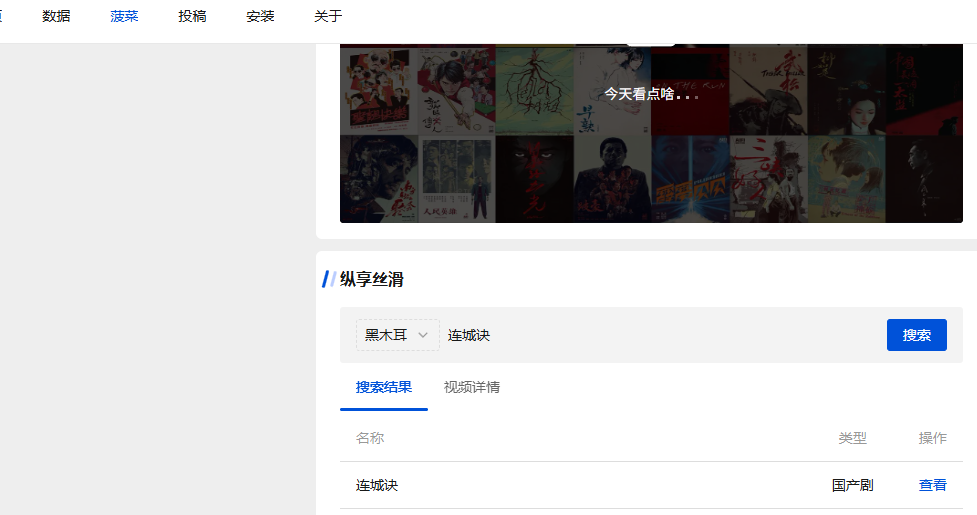 数据 菠菜 投稿 安装 关于
今天看点啥...
纵享丝滑
黑木耳 连城诀 搜索
搜索结果 视频详情
名称 类型 操作
连城诀 国产剧 查看